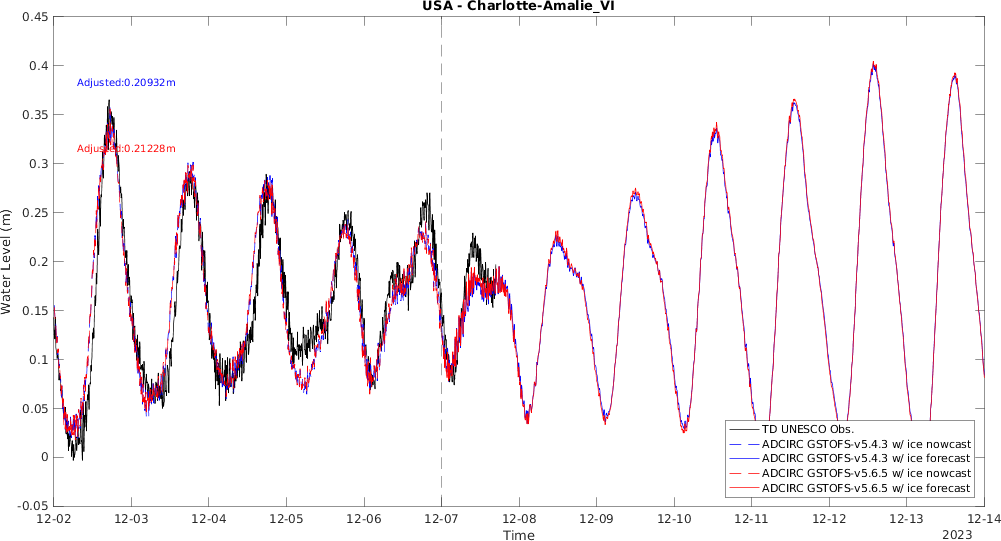 USA - Charlotte-Amalie_VI
0.45
0.4
0.35
0.3
0.25
0.2
0.15
0.1
0.05
0
-0.05
Water Level (m)
Adjusted:0.20932m
Adjusted:0.21228m
TD UNESCO Obs.
ADCIRC GSTOFS-v5.4.3 w/ ice nowcast
ADCIRC GSTOFS-v5.4.3 w/ ice forecast
ADCIRC GSTOFS-v5.6.5 w/ ice nowcast
ADCIRC GSTOFS-v5.6.5 w/ ice forecast
12-02 12-03 12-04 12-05 12-06 12-07 12-08 12-09 12-10 12-11 12-12 12-13 12-14
Time
2023